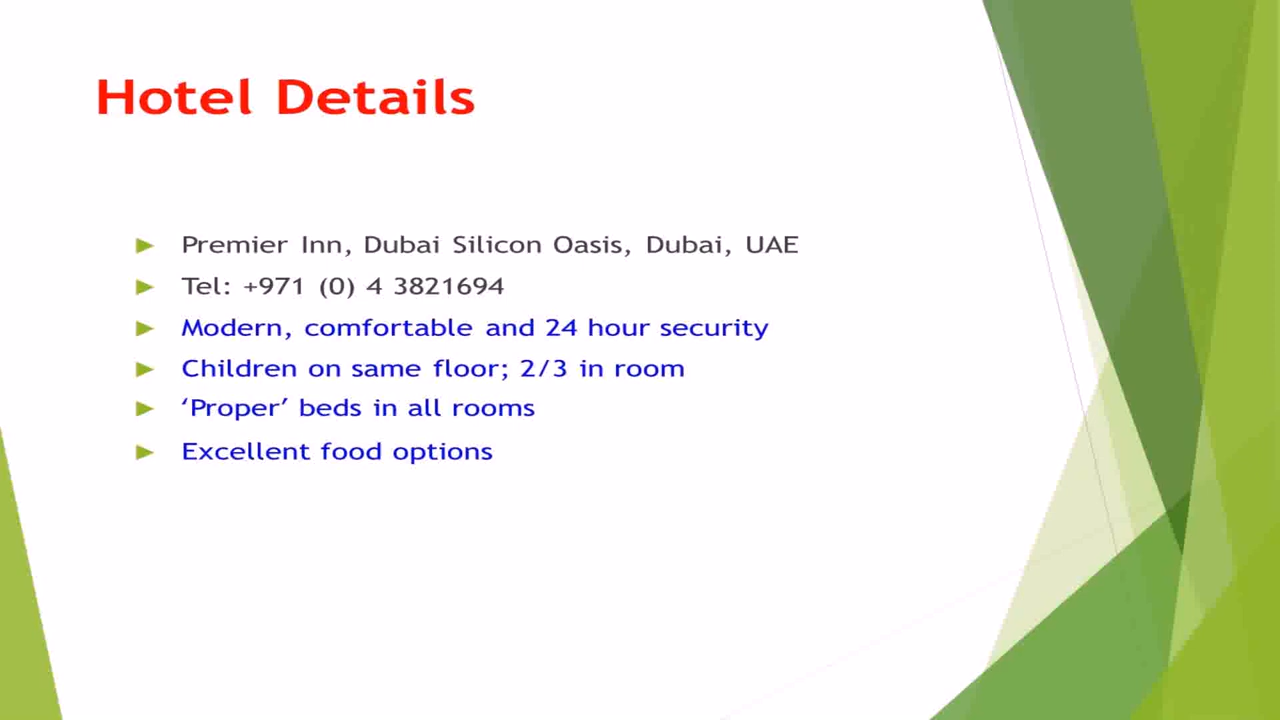 Hotel Details
Premier Inn, Dubai Silicon Oasis, Dubai, UAE
Tel: +971 (0) 4 3821694
Modern, comfortable and 24 hour security
Children on same floor; 2/3 in room
‘Proper’ beds in all rooms
Excellent food options